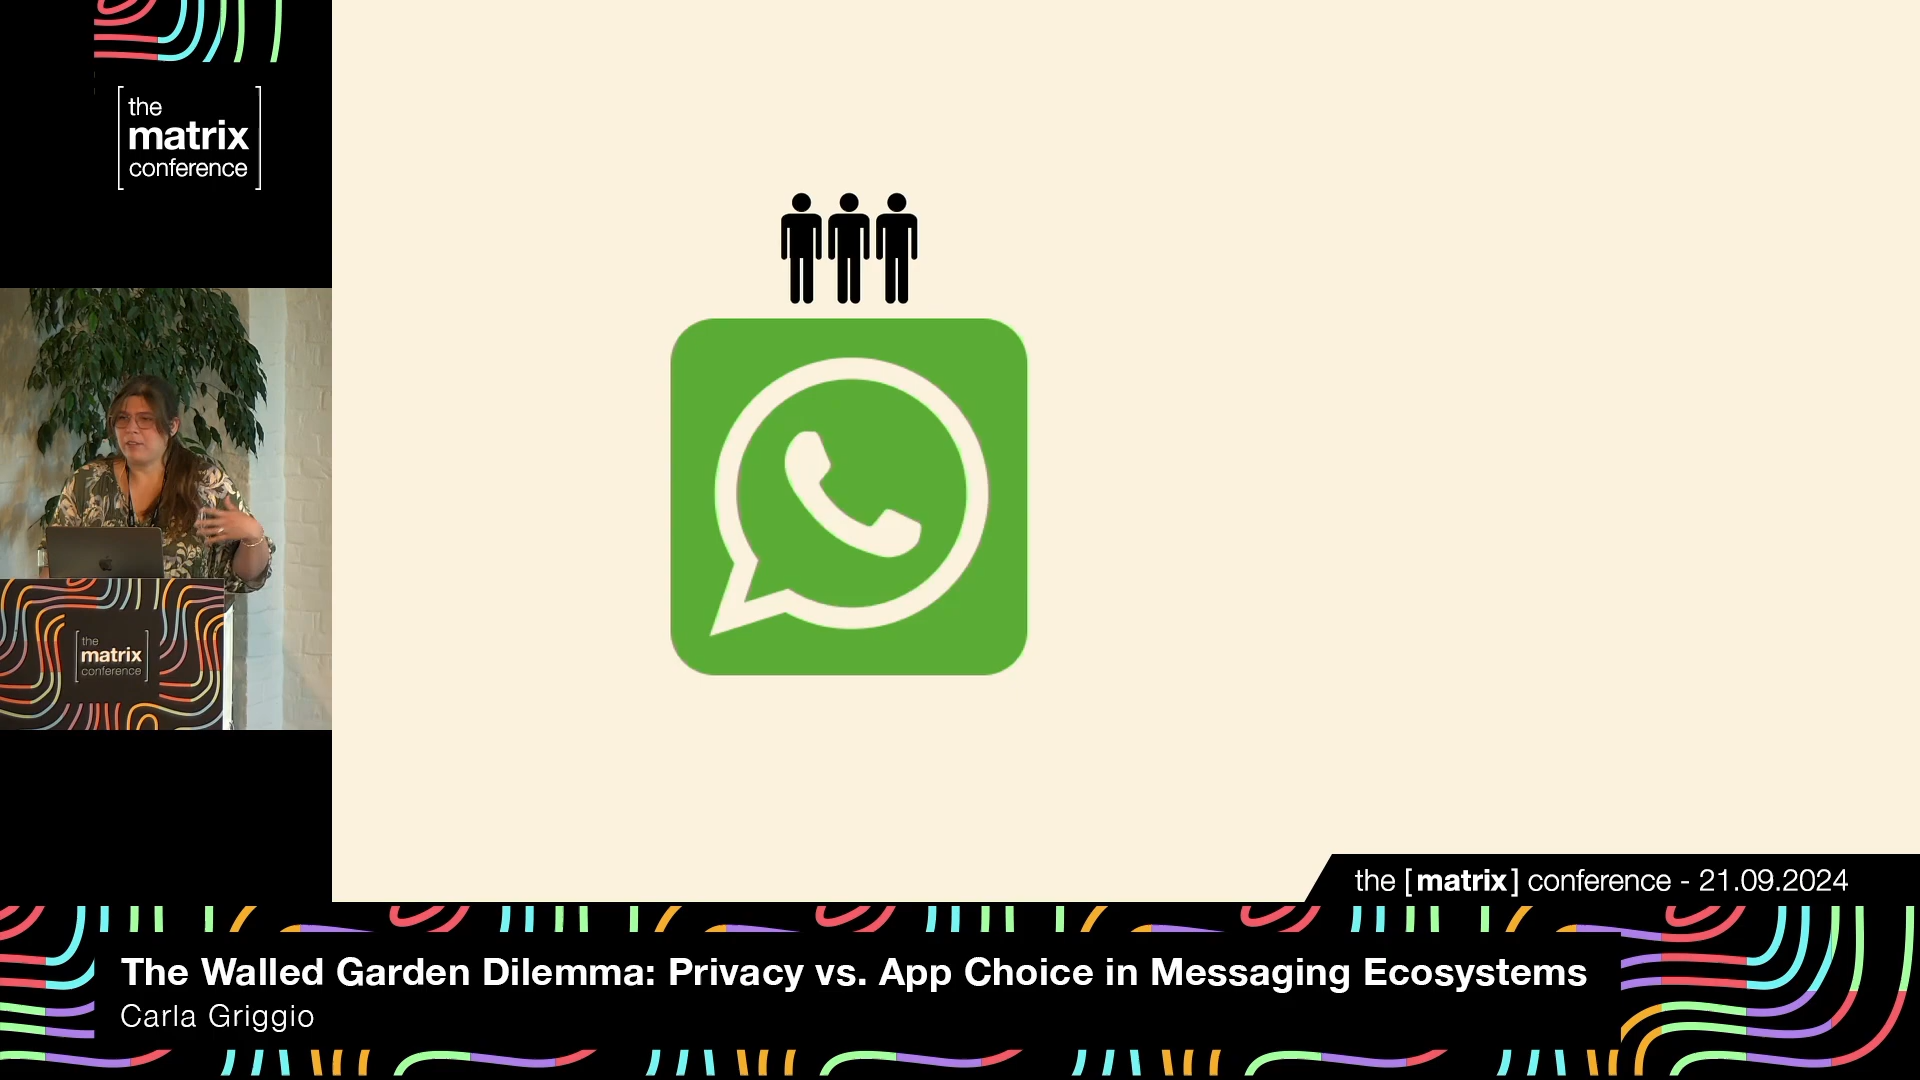 the
matrix
conference
the
matrix
conference
the [matrix] conference - 21.09.2024
The Walled Garden Dilemma: Privacy vs. App Choice in Messaging Ecosystems
Carla Griggio